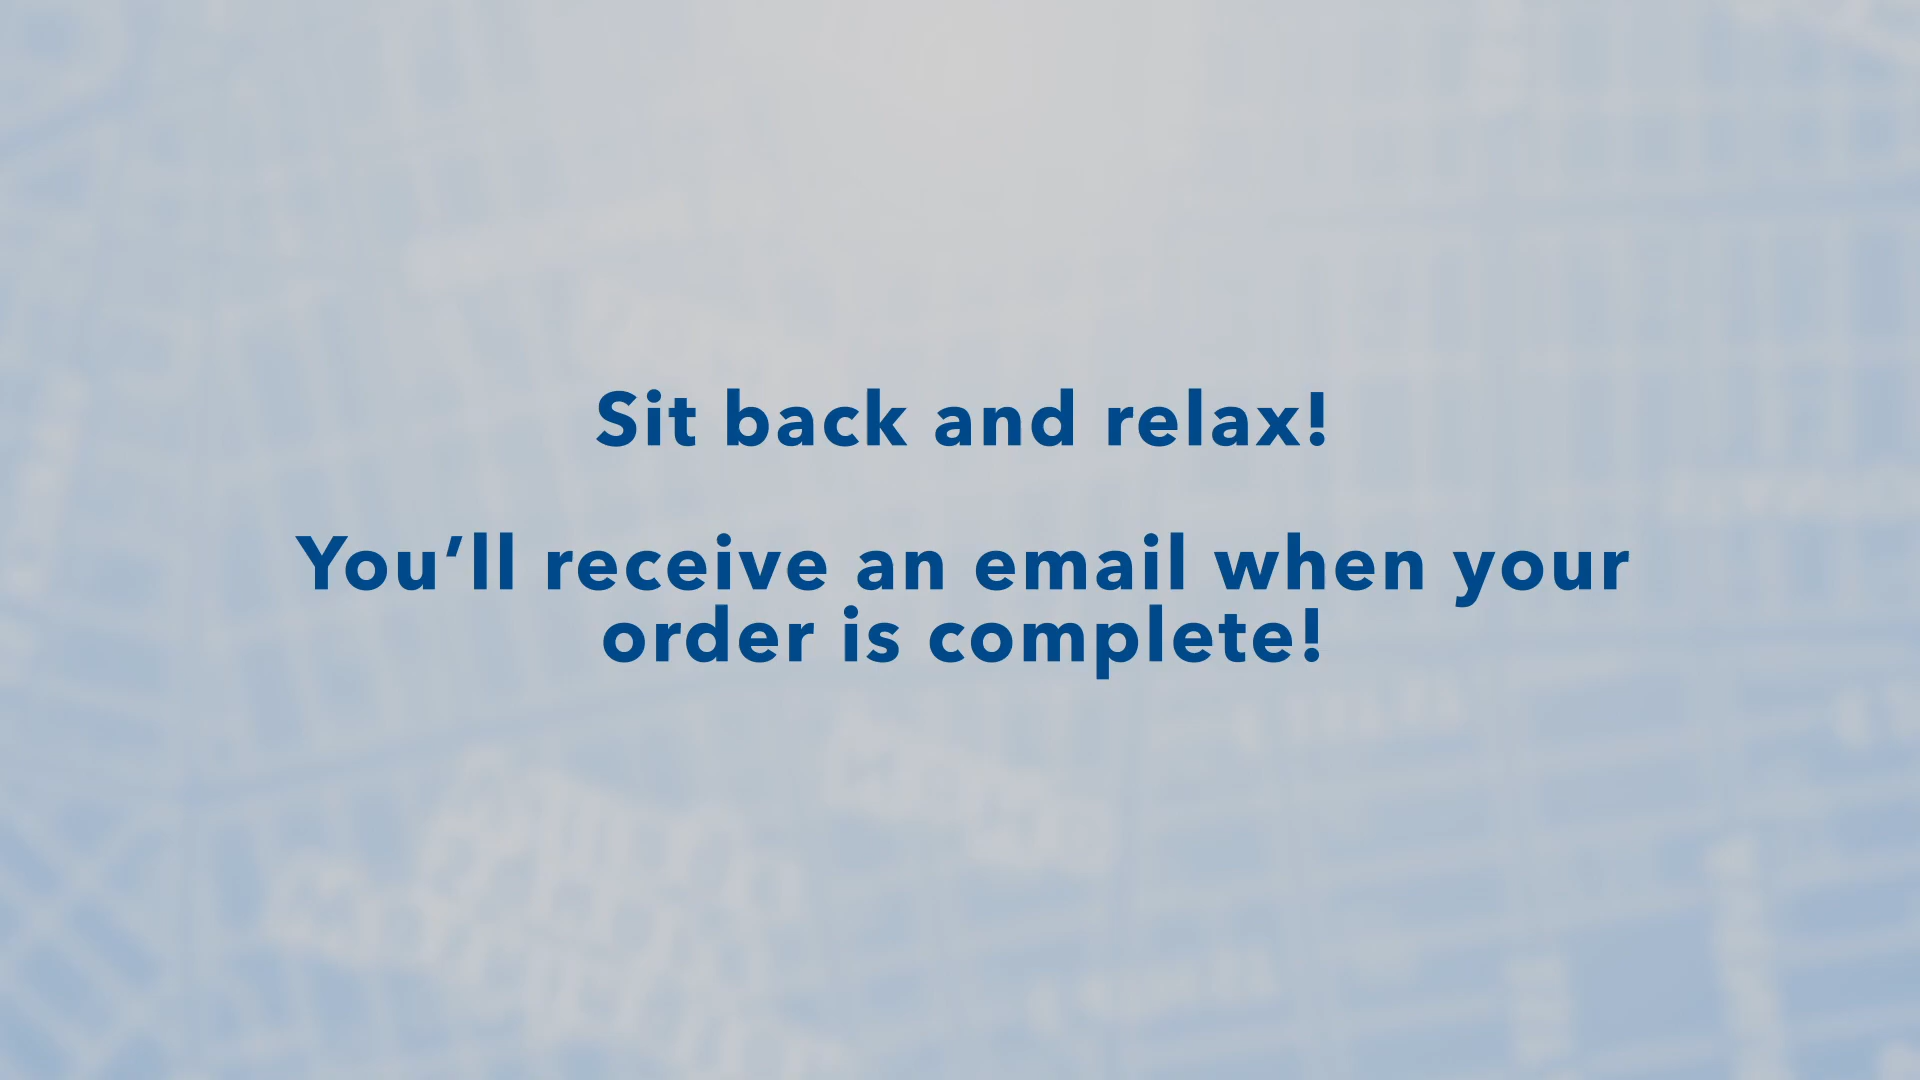 Sit back and relax!
You’ll receive an email when your
order is complete!